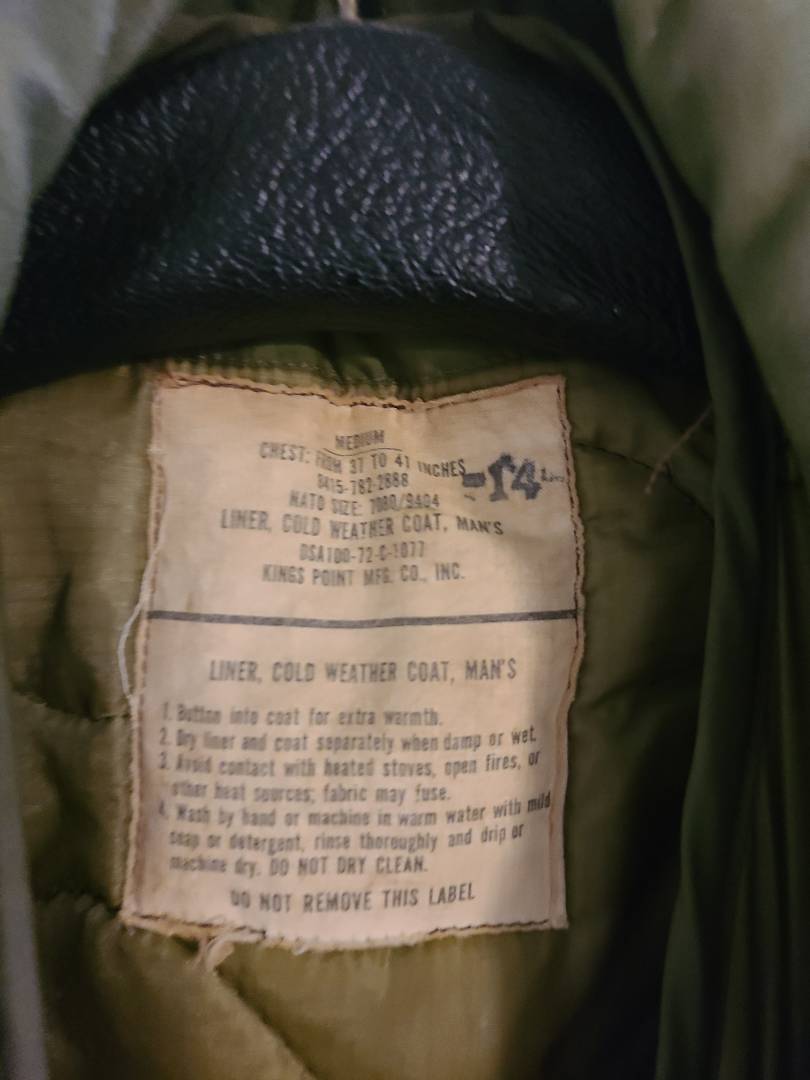 MEDIUM
CHEST: FROM 37 TO 41 INCHES
8415-782-2888
NATO SIZE: 7080/9404
LINER, COLD WEATHER COAT, MAN'S
DSA100-72-C-1077
KINGS POINT MFG. CO., INC.
LINER, COLD WEATHER COAT, MAN'S
1. Button into coat for extra warmth.
2. Dry liner and coat separately when damp or wet.
3. Avoid contact with heated stoves, open fires, or
other heat sources; fabric may fuse.
4. Wash by hand or machine in warm water with mild
soap or detergent, rinse thoroughly and drip or
machine dry. DO NOT DRY CLEAN.
DO NOT REMOVE THIS LABEL